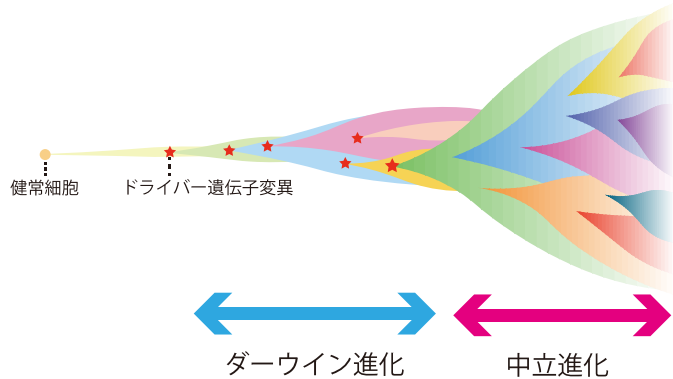 健常細胞
ドライバー遺伝子変異
ダーウイン進化
中立進化